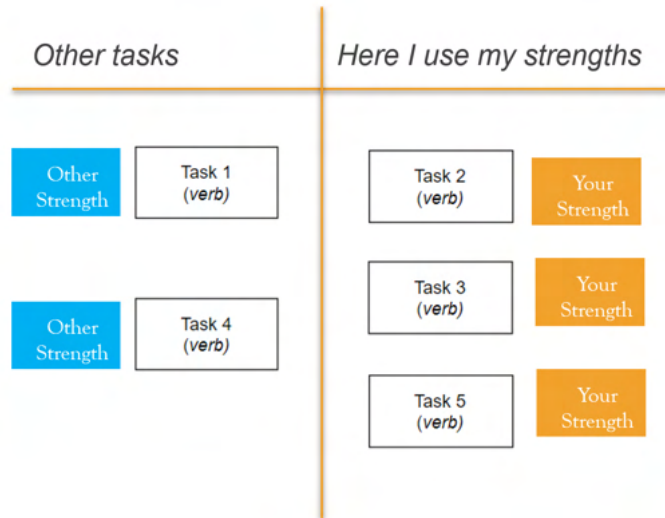 Other tasks
Here I use my strengths
Other
Strength
Task 1
(verb)
Other
Strength
Task 4
(verb)
Task 2
(verb)
Your
Strength
Task 3
(verb)
Your
Strength
Task 5
(verb)
Your
Strength